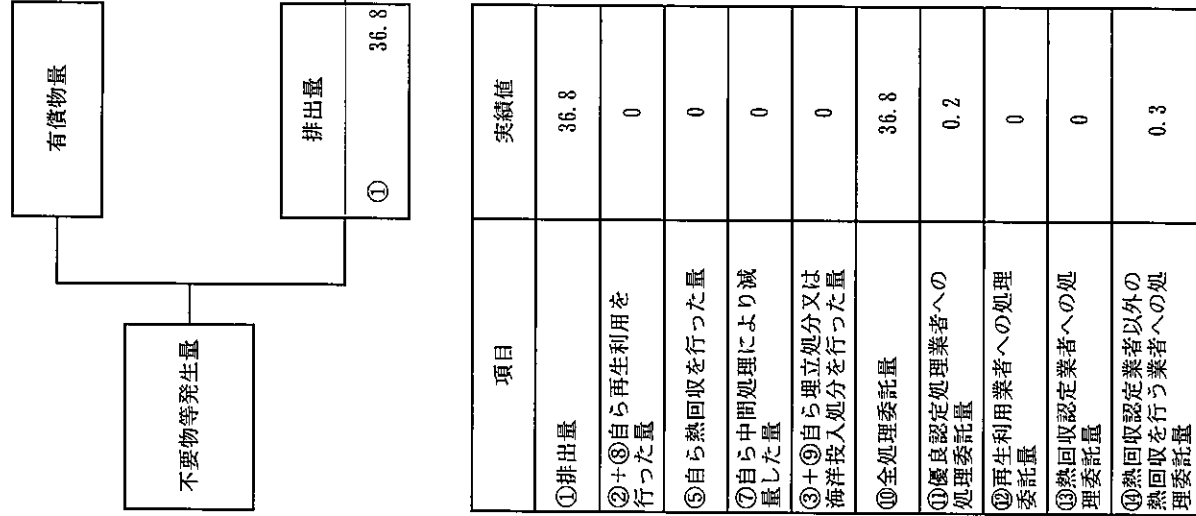 不要物等発生量
有償物量
排出量
① 36.8
項目 実績値
①排出量 36.8
②+⑧自ら再生利用を
行った量 0
⑤自ら熱回収を行った量 0
⑦自ら中間処理により減
量した量 0
③+⑨自ら埋立処分又は
海洋投入処分を行った量 0
⑩全処理委託量 36.8
⑪優良認定処理業者への
処理委託量 0.2
⑫再生利用業者への処理
委託量 0
⑬熱回収認定業者への処
理委託量 0
⑭熱回収認定業者以外の
熱回収を行う業者への処
理委託量 0.3